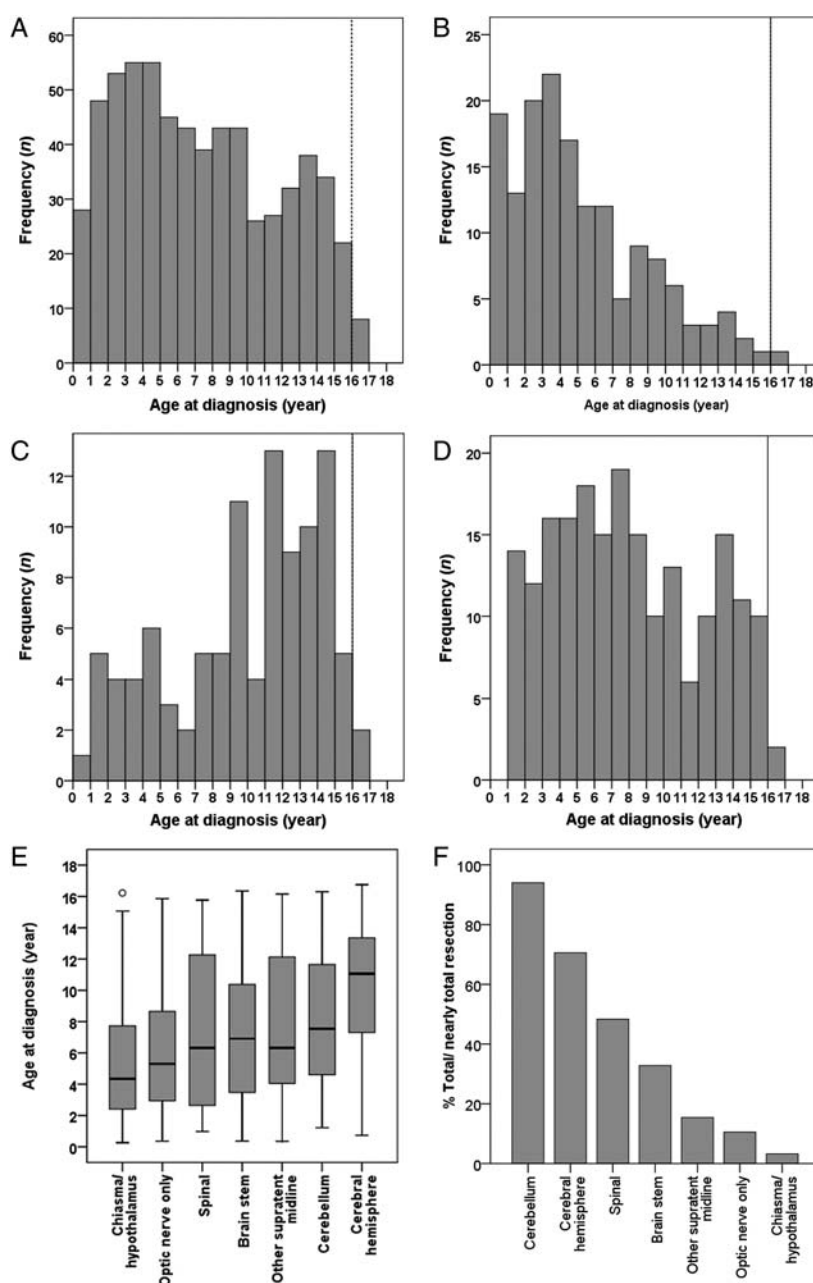 A
Frequency (n)
60
50
40
30
20
10
0
0 1 2 3 4 5 6 7 8 9 10 11 12 13 14 15 16 17 18
Age at diagnosis (year)
B
Frequency (n)
25
20
15
10
5
0
0 1 2 3 4 5 6 7 8 9 10 11 12 13 14 15 16 17 18
Age at diagnosis (year)
C
Frequency (n)
12
10
8
6
4
2
0
0 1 2 3 4 5 6 7 8 9 10 11 12 13 14 15 16 17 18
Age at diagnosis (year)
D
Frequency (n)
20
15
10
5
0
0 1 2 3 4 5 6 7 8 9 10 11 12 13 14 15 16 17 18
Age at diagnosis (year)
E
Age at diagnosis (year)
18
16
14
12
10
8
6
4
2
0
Chiasma/
hypothalamus
Optic nerve only
Spinal
Brain stem
Other supratent
midline
Cerebellum
Cerebral
hemisphere
F
% Total/ nearly total resection
100
80
60
40
20
0
Cerebellum
Cerebral
hemisphere
Spinal
Brain stem
Other supratent
midline
Optic nerve only
Chiasma/
hypothalamus